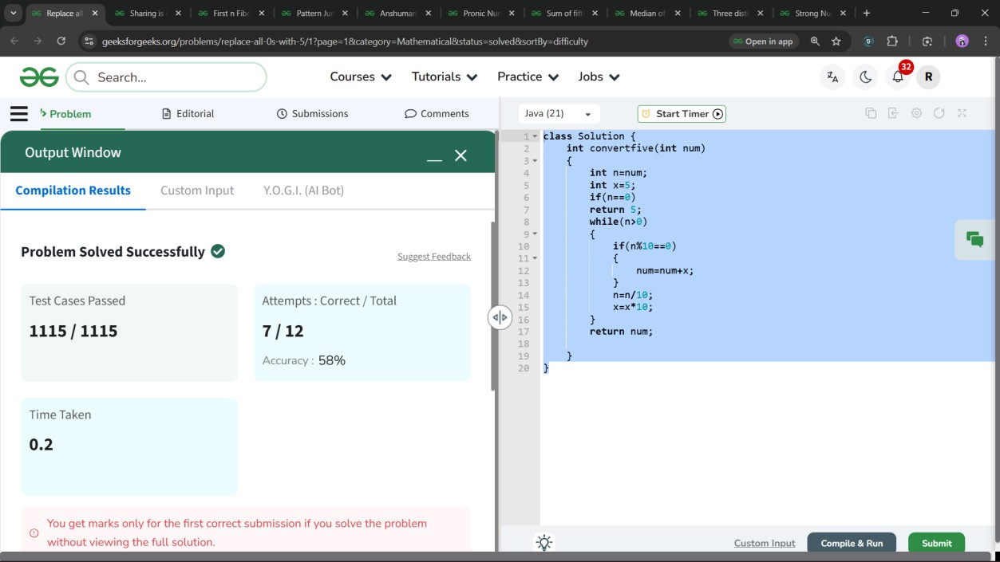 Replace all
Sharing is
First n Fibo
Pattern Jun
Anshuman
Pronic Nur
Sum of fift
Median of
Three dist
Strong Nu
geeksforgeeks.org/problems/replace-all-0s-with-5/1?page=1&category=Mathematical&status=solved&sortBy=difficulty
Open in app
Search...
Courses
Tutorials
Practice
Jobs
32
R
Problem
Editorial
Submissions
Comments
Java (21)
Start Timer
Output Window
Compilation Results
Custom Input
Y.O.G.I. (AI Bot)
Problem Solved Successfully
Suggest Feedback
Test Cases Passed
1115 / 1115
Attempts : Correct / Total
7 / 12
Accuracy : 58%
Time Taken
0.2
You get marks only for the first correct submission if you solve the problem
without viewing the full solution.
1 class Solution {
2 int convertfive(int num)
3 {
4 int n=num;
5 int x=5;
6 if(n==0)
7 return 5;
8 while(n>0)
9 {
10 if(n%10==0)
11 {
12 num=num+x;
13 }
14 n=n/10;
15 x=x*10;
16 }
17 return num;
18
19 }
20 }
Custom Input
Compile & Run
Submit